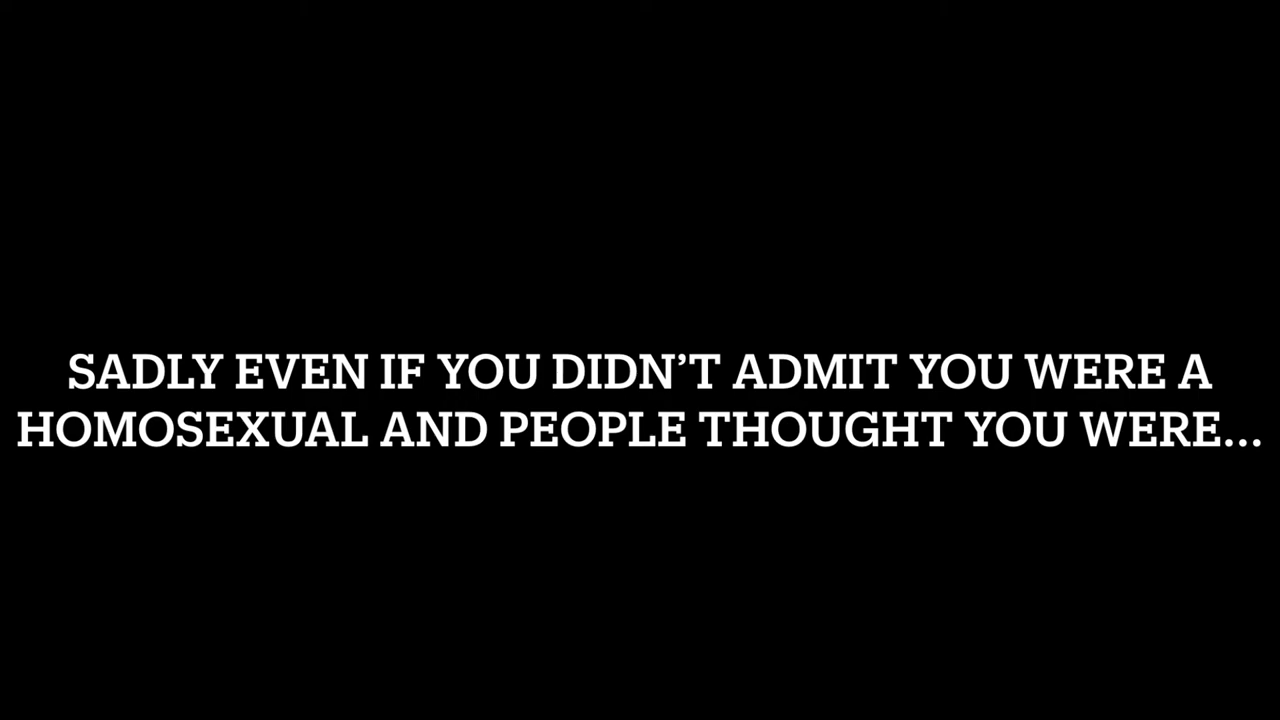 SADLY EVEN IF YOU DIDN’T ADMIT YOU WERE A
HOMOSEXUAL AND PEOPLE THOUGHT YOU WERE...